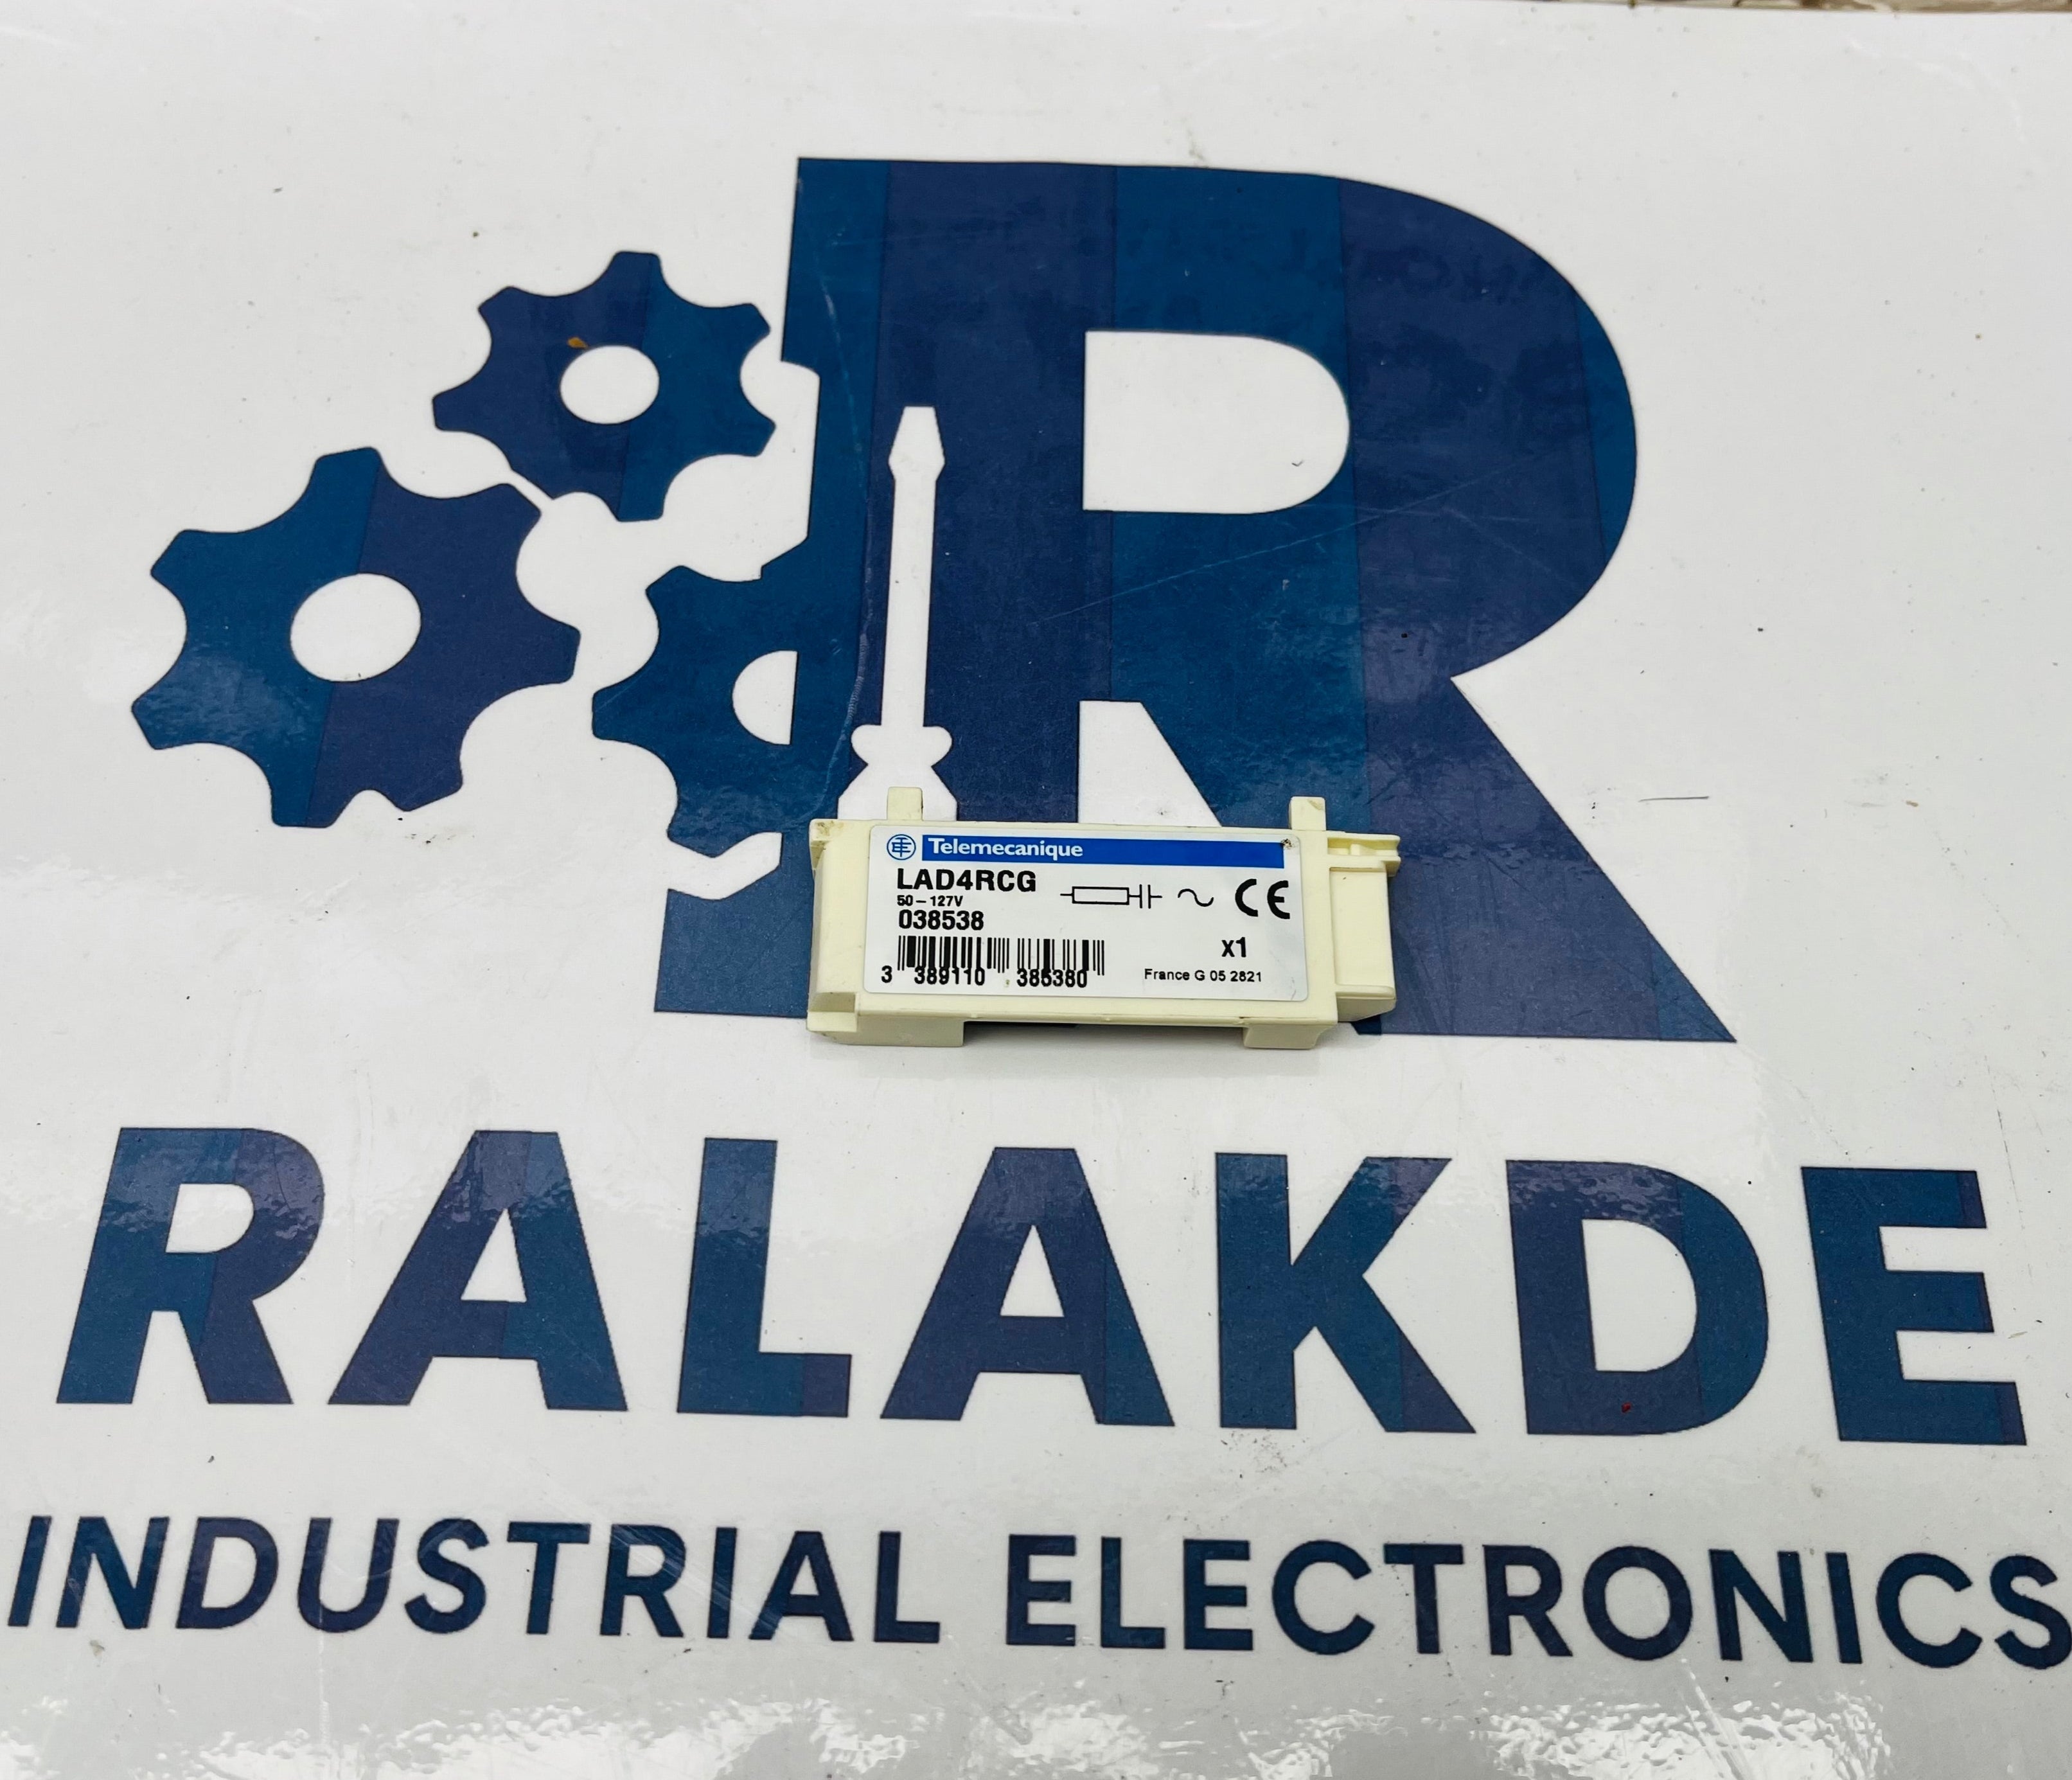 Telemecanique
LAD4RCG
50-127V
038538
CE
x1
3 389110 385380
France G 05 2821
RALAKDE
INDUSTRIAL ELECTRONICS